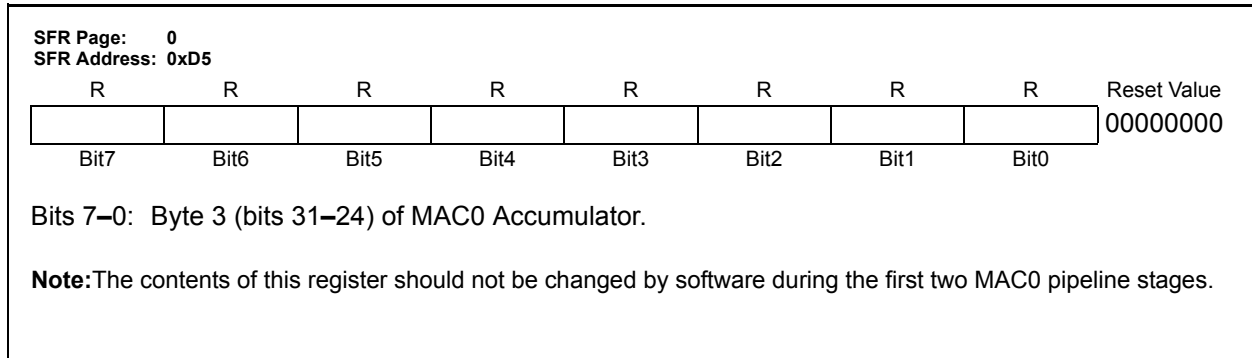 SFR Page: 0
SFR Address: 0xD5
R R R R R R R R Reset Value
00000000
Bit7 Bit6 Bit5 Bit4 Bit3 Bit2 Bit1 Bit0
Bits 7–0: Byte 3 (bits 31–24) of MAC0 Accumulator.
Note:The contents of this register should not be changed by software during the first two MAC0 pipeline stages.